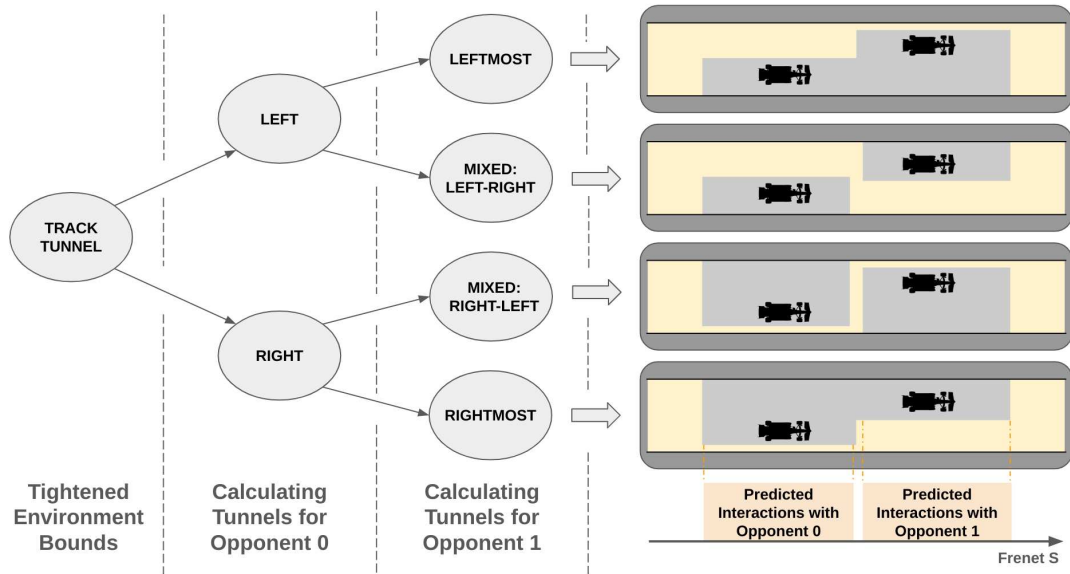 TRACK
TUNNEL
LEFT
RIGHT
LEFTMOST
MIXED:
LEFT-RIGHT
MIXED:
RIGHT-LEFT
RIGHTMOST
Tightened
Environment
Bounds
Calculating
Tunnels for
Opponent 0
Calculating
Tunnels for
Opponent 1
Predicted
Interactions with
Opponent 0
Predicted
Interactions with
Opponent 1
Frenet S